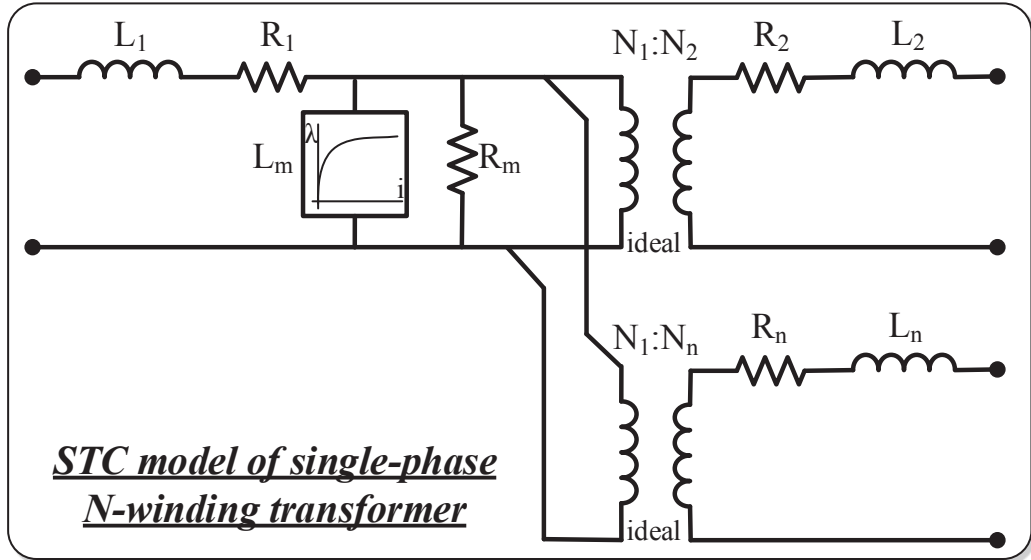 L1 R1 N1:N2 R2 L2
λ
Lm Rm
i
ideal
N1:Nn Rn Ln
STC model of single-phase
N-winding transformer
ideal